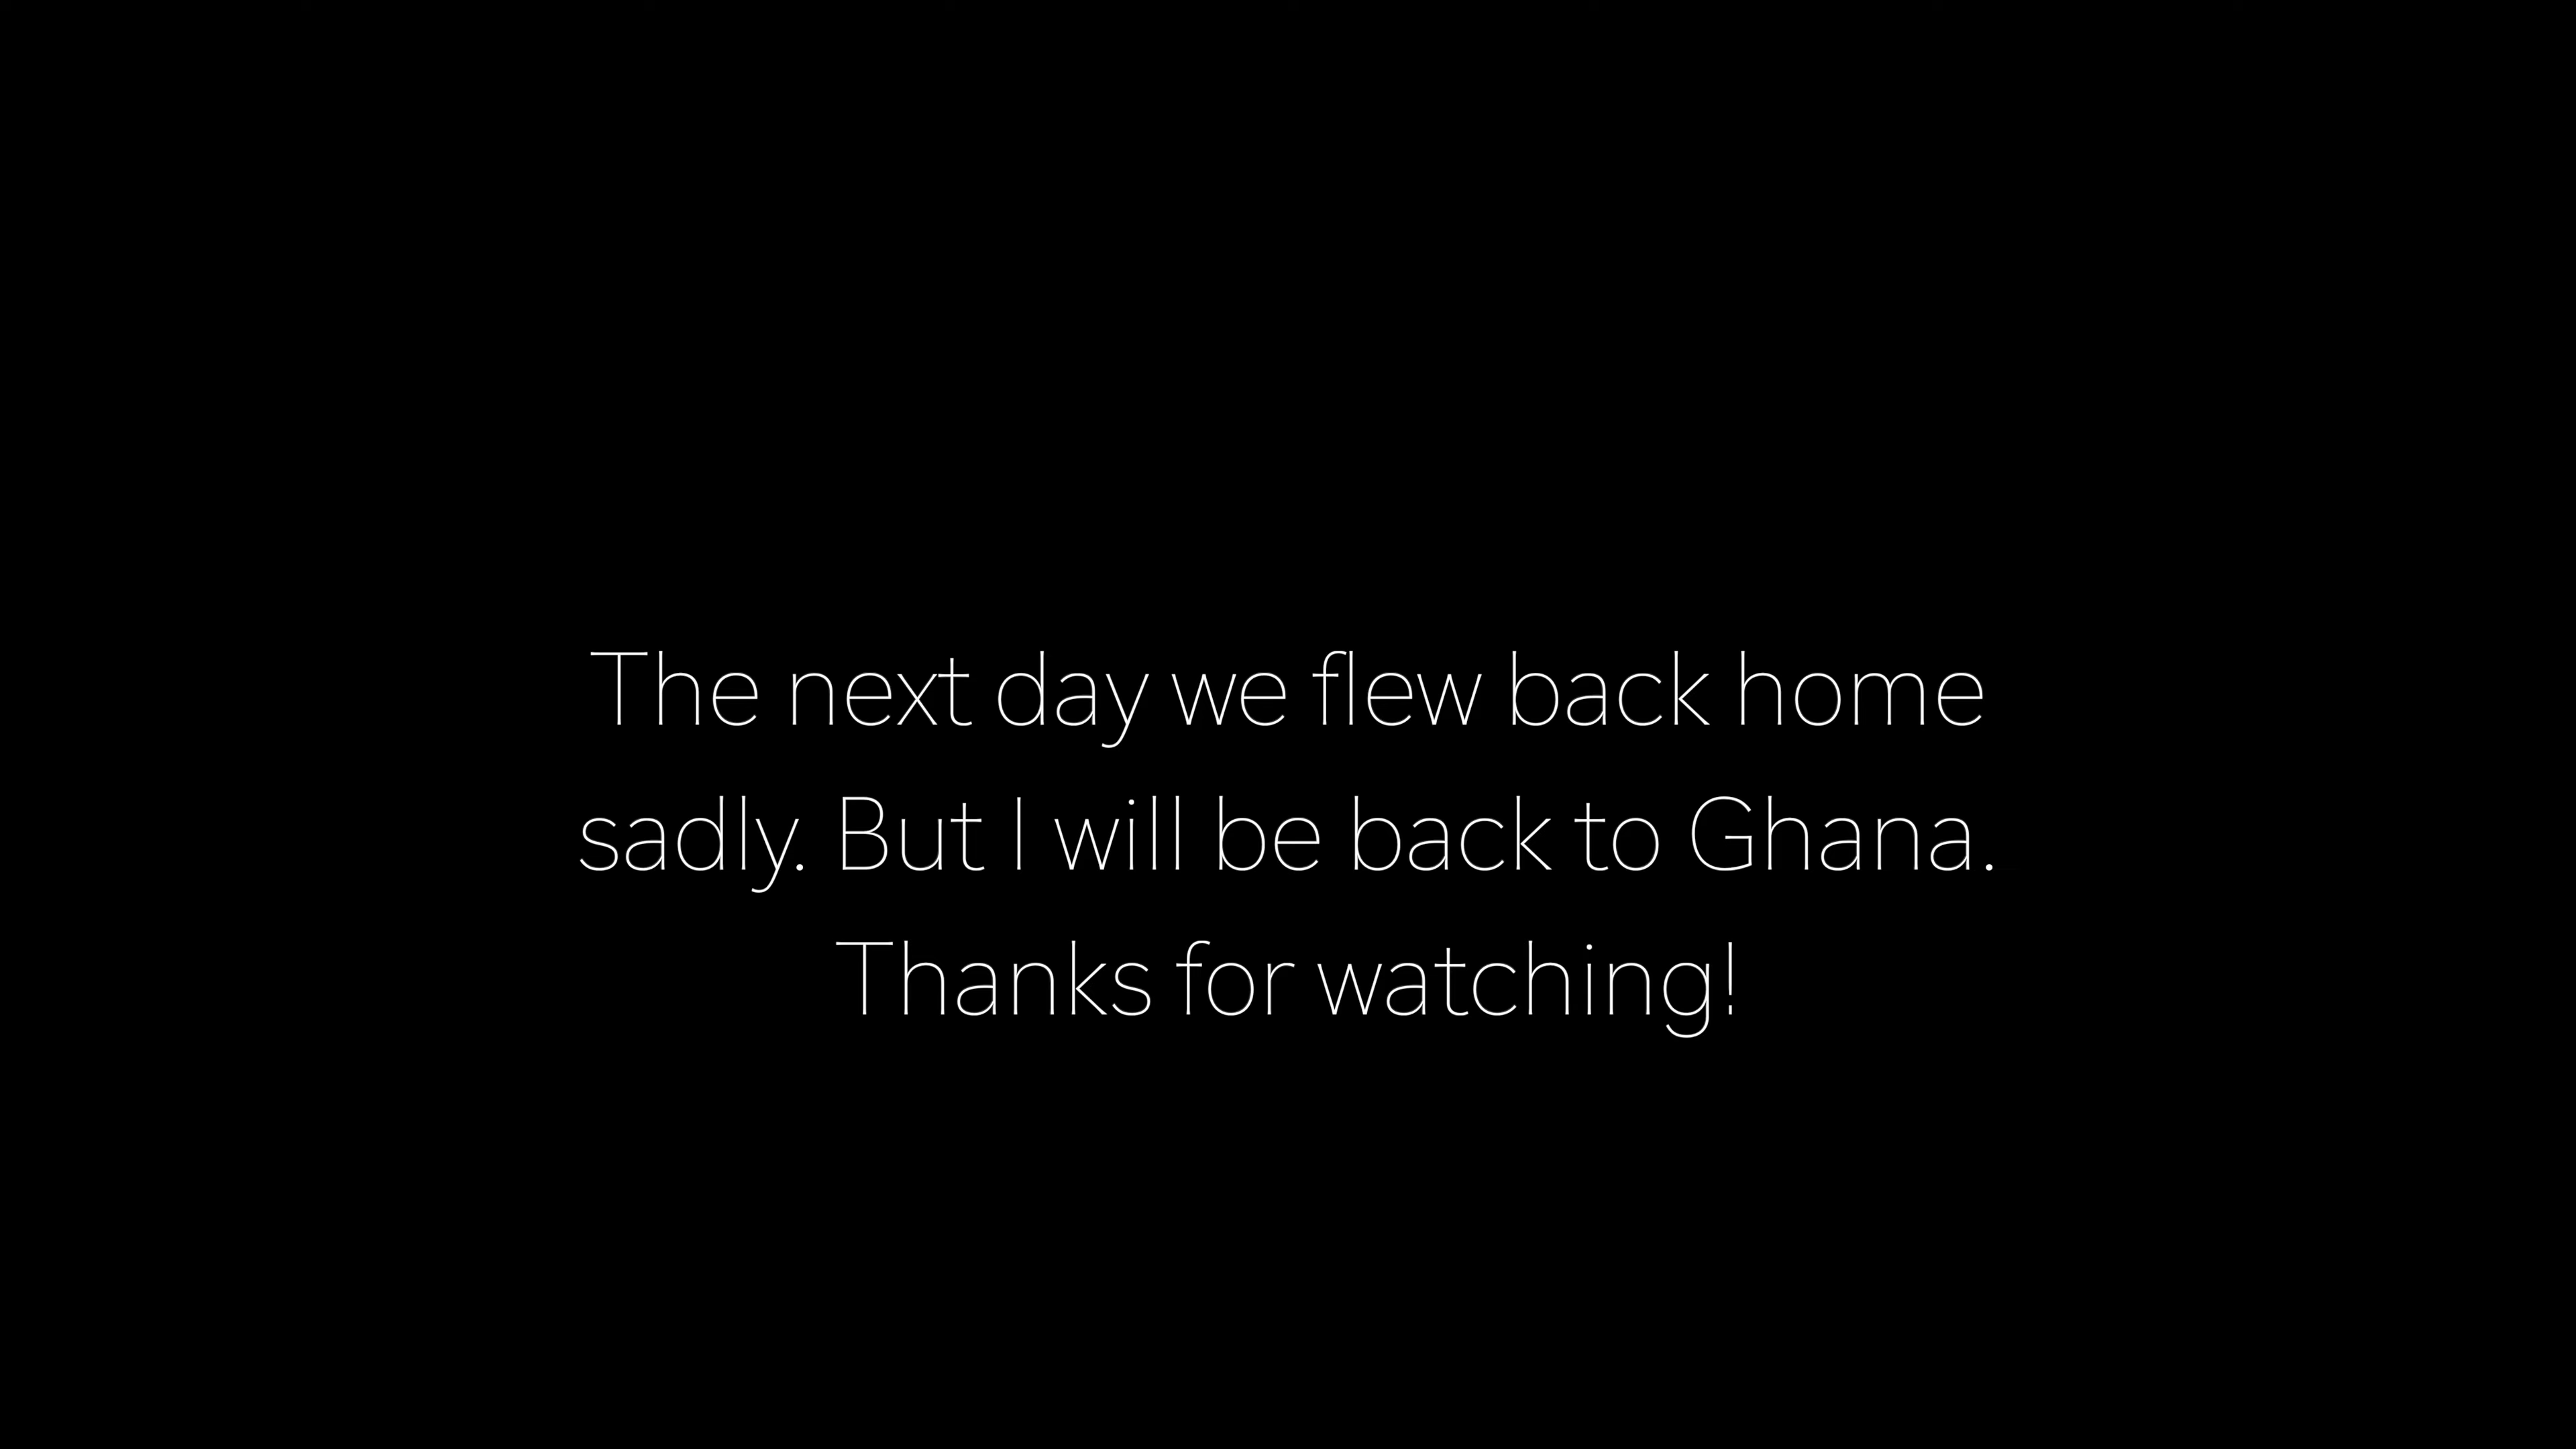 The next day we flew back home
sadly. But I will be back to Ghana.
Thanks for watching!